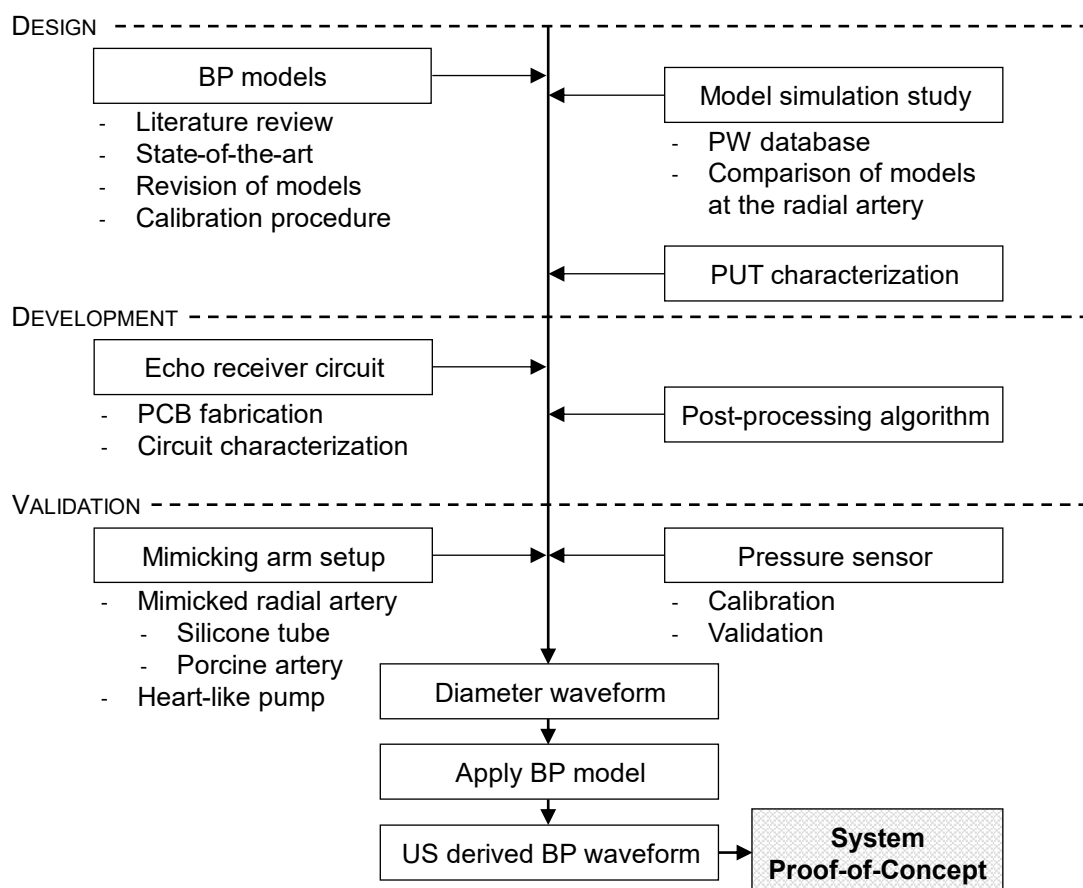 DESIGN
BP models
- Literature review
- State-of-the-art
- Revision of models
- Calibration procedure
Model simulation study
- PW database
- Comparison of models
at the radial artery
PUT characterization
DEVELOPMENT
Echo receiver circuit
- PCB fabrication
- Circuit characterization
Post-processing algorithm
VALIDATION
Mimicking arm setup
- Mimicked radial artery
- Silicone tube
- Porcine artery
- Heart-like pump
Pressure sensor
- Calibration
- Validation
Diameter waveform
Apply BP model
US derived BP waveform
System
Proof-of-Concept